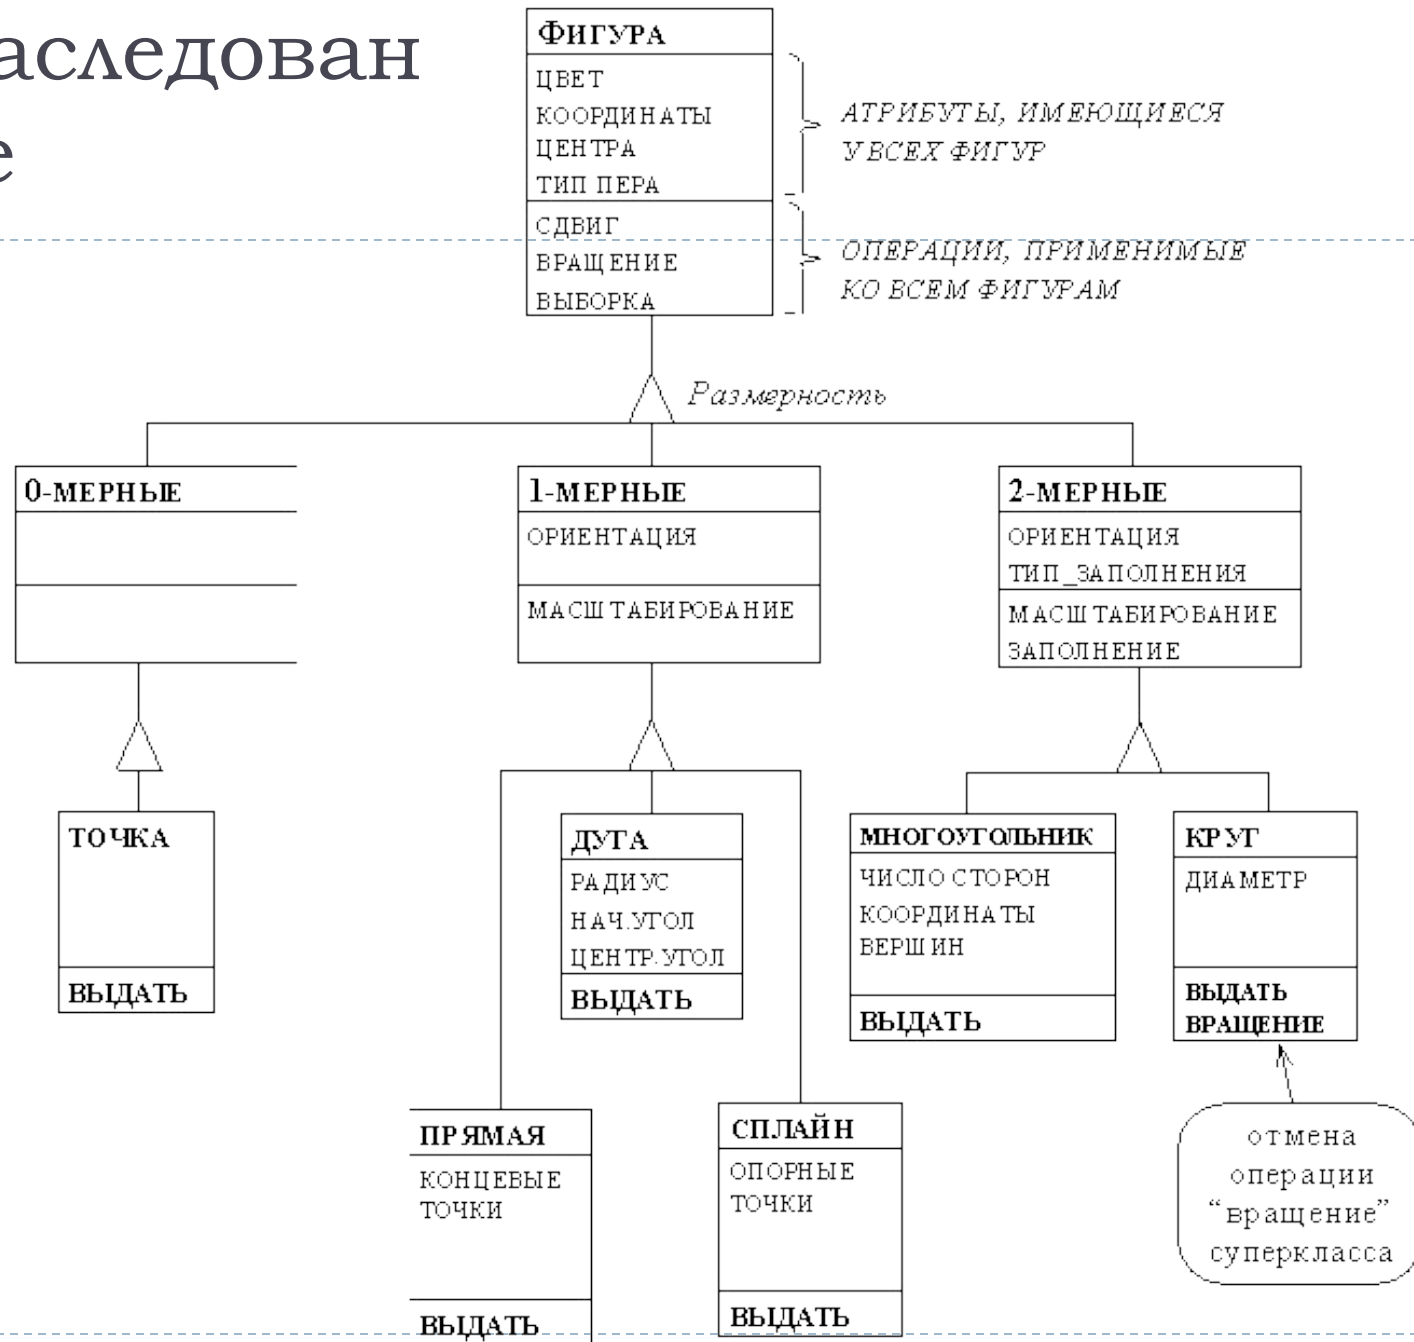 аследован
е
ФИГУРА
ЦВЕТ
КООРДИНАТЫ
ЦЕНТРА
ТИП ПЕРА
СДВИГ
ВРАЩЕНИЕ
ВЫБОРКА
АТРИБУТЫ, ИМЕЮЩИЕСЯ
У ВСЕХ ФИГУР
ОПЕРАЦИИ, ПРИМЕНИМЫЕ
КО ВСЕМ ФИГУРАМ
Размерность
0-МЕРНЫЕ
1-МЕРНЫЕ
ОРИЕНТАЦИЯ
МАСШТАБИРОВАНИЕ
2-МЕРНЫЕ
ОРИЕНТАЦИЯ
ТИП_ЗАПОЛНЕНИЯ
МАСШТАБИРОВАНИЕ
ЗАПОЛНЕНИЕ
ТОЧКА
ВЫДАТЬ
ДУГА
РАДИУС
НАЧ.УГОЛ
ЦЕНТР.УГОЛ
ВЫДАТЬ
МНОГОУГОЛЬНИК
ЧИСЛО СТОРОН
КООРДИНАТЫ
ВЕРШИН
ВЫДАТЬ
КРУГ
ДИАМЕТР
ВЫДАТЬ
ВРАЩЕНИЕ
ПРЯМАЯ
КОНЦЕВЫЕ
ТОЧКИ
ВЫДАТЬ
СПЛАЙН
ОПОРНЫЕ
ТОЧКИ
ВЫДАТЬ
отмена
операции
“вращение”
суперкласса